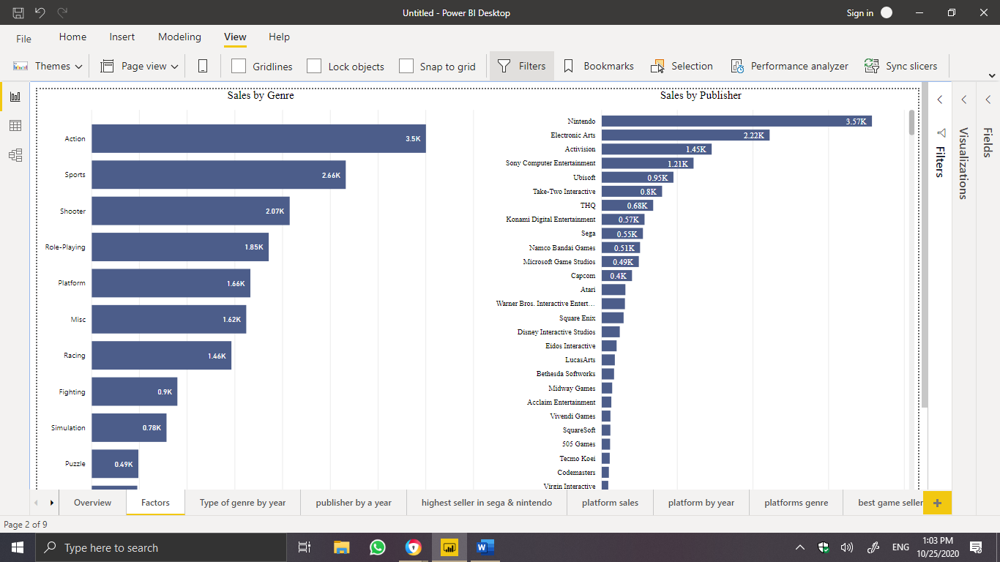 Untitled - Power BI Desktop
Sign in
File
Home
Insert
Modeling
View
Help
Themes
Page view
Gridlines
Lock objects
Snap to grid
Filters
Bookmarks
Selection
Performance analyzer
Sync slicers
Sales by Genre
Action
3.5K
Sports
2.66K
Shooter
2.07K
Role-Playing
1.85K
Platform
1.66K
Misc
1.62K
Racing
1.46K
Fighting
0.9K
Simulation
0.78K
Puzzle
0.49K
Sales by Publisher
Nintendo
3.57K
Electronic Arts
2.22K
Activision
1.45K
Sony Computer Entertainment
1.21K
Ubisoft
0.95K
Take-Two Interactive
0.8K
THQ
0.68K
Konami Digital Entertainment
0.57K
Sega
0.55K
Namco Bandai Games
0.51K
Microsoft Game Studios
0.49K
Capcom
0.4K
Atari
Warner Bros. Interactive Entert...
Square Enix
Disney Interactive Studios
Eidos Interactive
LucasArts
Bethesda Softworks
Midway Games
Acclaim Entertainment
Vivendi Games
SquareSoft
505 Games
Tecmo Koei
Codemasters
Virgin Interactive
Filters
Visualizations
Fields
Overview
Factors
Type of genre by year
publisher by a year
highest seller in sega & nintendo
platform sales
platform by year
platforms genre
best game seller
Page 2 of 9
Type here to search
ENG
1:03 PM
10/25/2020